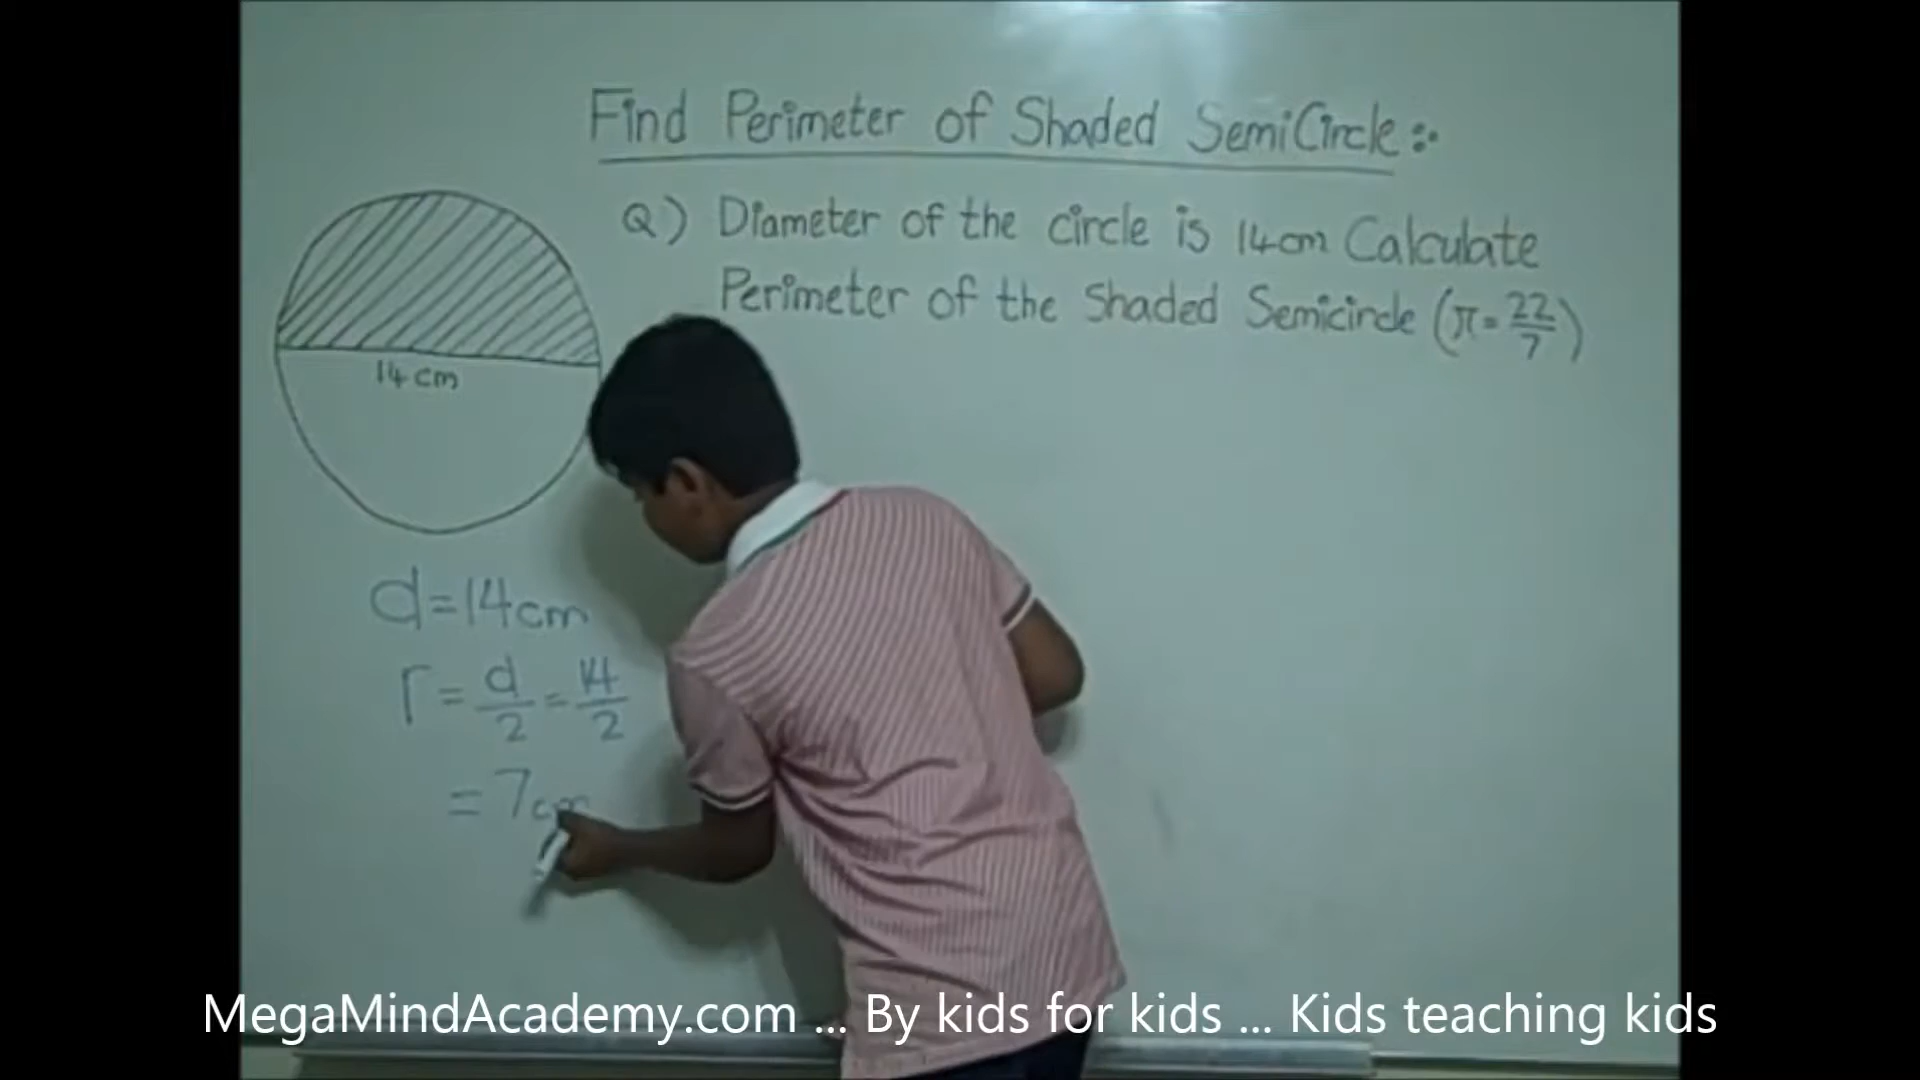 Find Perimeter of Shaded SemiCircle:-
Q) Diameter of the circle is 14cm Calculate
Perimeter of the Shaded Semicircle (π = 22/7)
14 cm
d=14cm
r = d/2 = 14/2
= 7cm
MegaMindAcademy.com ... By kids for kids ... Kids teaching kids